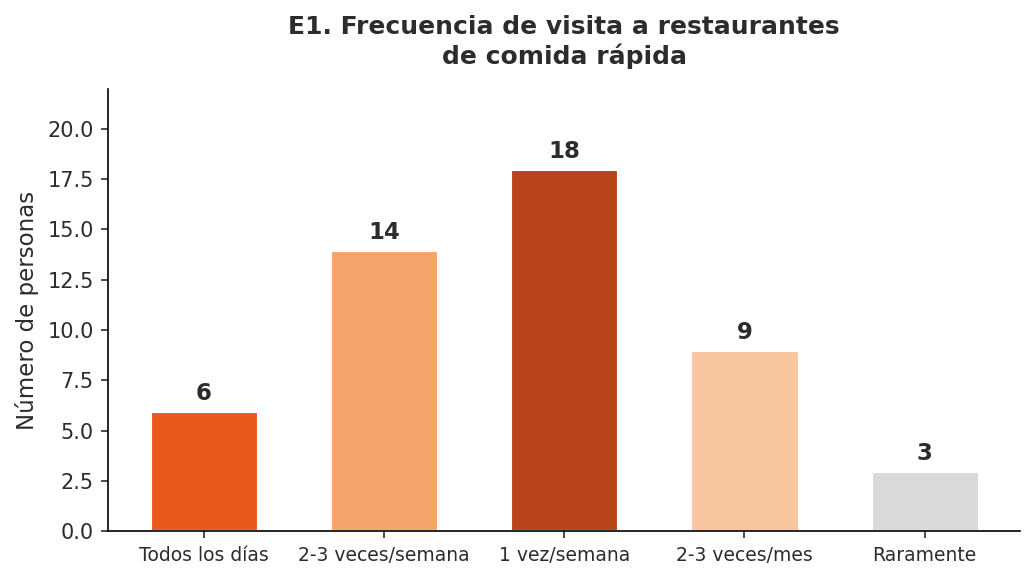 E1. Frecuencia de visita a restaurantes
de comida rápida
Número de personas
20.0
17.5
15.0
12.5
10.0
7.5
5.0
2.5
0.0
6
14
18
9
3
Todos los días
2-3 veces/semana
1 vez/semana
2-3 veces/mes
Raramente